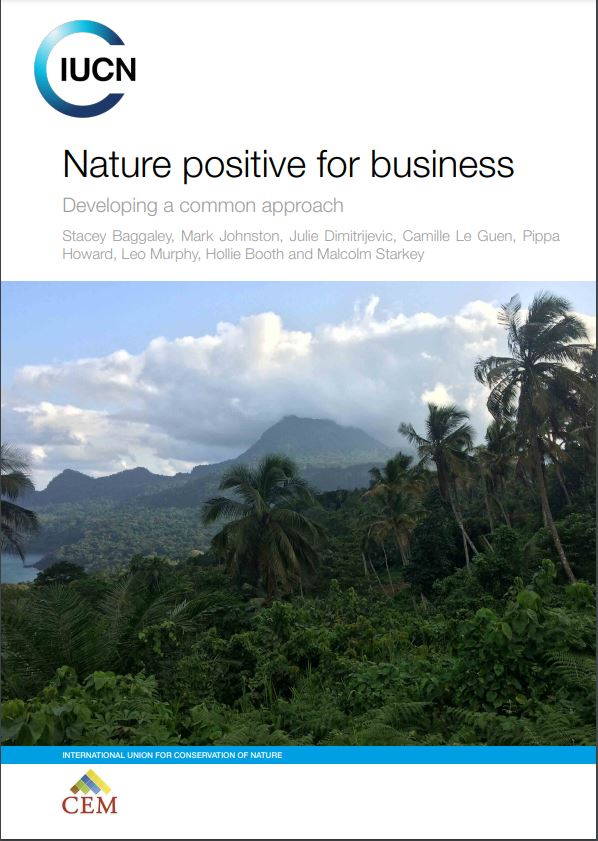 IUCN
Nature positive for business
Developing a common approach
Stacey Baggaley, Mark Johnston, Julie Dimitrijevic, Camille Le Guen, Pippa
Howard, Leo Murphy, Hollie Booth and Malcolm Starkey
INTERNATIONAL UNION FOR CONSERVATION OF NATURE
CEM